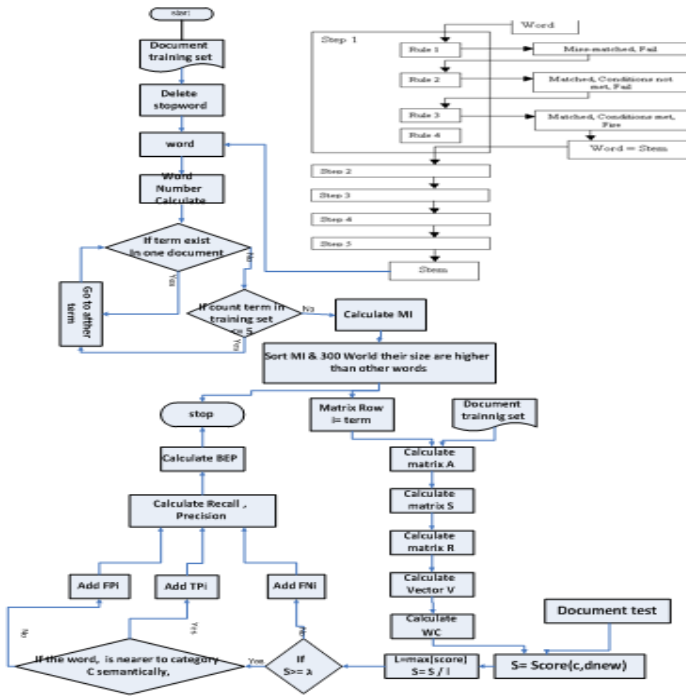 start
Document
training set
Delete
stopword
word
Word
Number
Calculate
If term exist
In one document
No
Yes
Go to afther
term
If count term in
training set
<= 5
No
Yes
Calculate MI
Sort MI & 300 World their size are higher
than other words
stop
Matrix Row
i= term
Document
trainnig set
Calculate BEP
Calculate
matrix A
Calculate Recall ,
Precision
Calculate
matrix S
Calculate
matrix R
Calculate
Vector V
Calculate
WC
Add FPi
Add TPi
Add FNi
Document test
No
Yes
No
If the word, is nearer to category
C semantically,
Yes
If
S>= λ
L=max(score)
S= S / l
S= Score(c,dnew)
Word
Step 1
Rule 1
Miss-matched, Fail
Rule 2
Matched, Conditions not
met, Fail
Rule 3
Matched, Conditions met,
Fire
Rule 4
Word = Stem
Step 2
Step 3
Step 4
Step 5
Stem